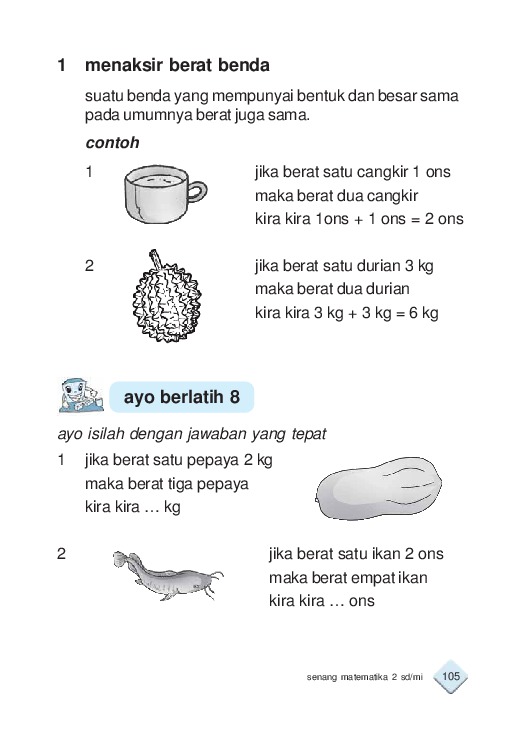 1 menaksir berat benda
suatu benda yang mempunyai bentuk dan besar sama
pada umumnya berat juga sama.
contoh
1 jika berat satu cangkir 1 ons
maka berat dua cangkir
kira kira 1ons + 1 ons = 2 ons
2 jika berat satu durian 3 kg
maka berat dua durian
kira kira 3 kg + 3 kg = 6 kg
ayo berlatih 8
ayo isilah dengan jawaban yang tepat
1 jika berat satu pepaya 2 kg
maka berat tiga pepaya
kira kira … kg
2 jika berat satu ikan 2 ons
maka berat empat ikan
kira kira … ons
senang matematika 2 sd/mi 105